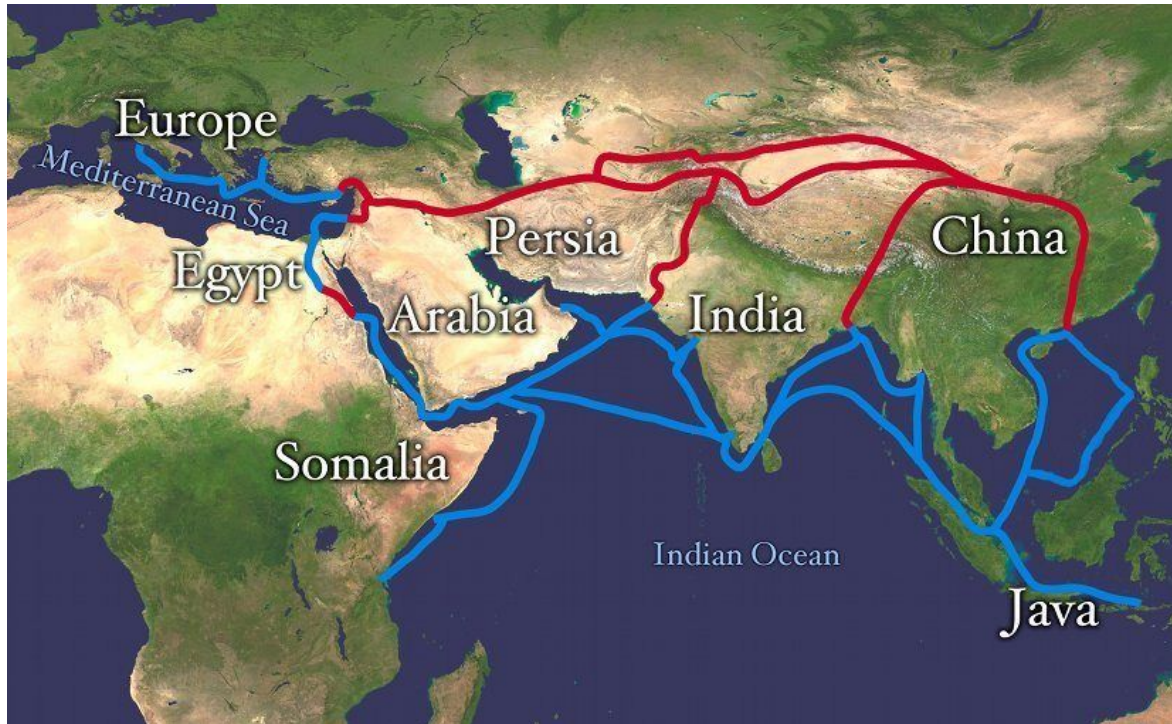 Europe
Mediterranean Sea
Egypt
Persia
China
Arabia
India
Somalia
Indian Ocean
Java